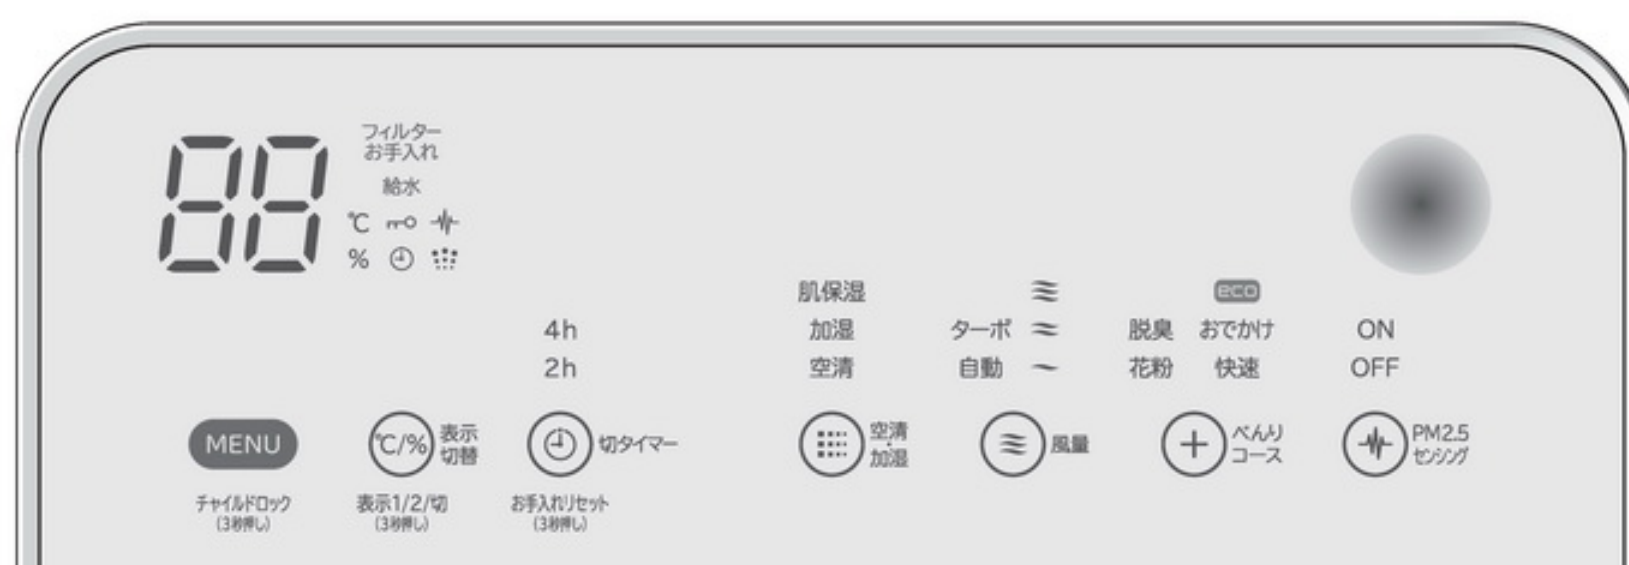 88
フィルター
お手入れ
給水
℃
%
4h
2h
肌保湿
加湿
空清
ターボ
自動
eco
脱臭 おでかけ
花粉 快速
ON
OFF
MENU
チャイルドロック
(3秒押し)
℃/%
表示
切替
表示1/2/切
(3秒押し)
切タイマー
お手入れリセット
(3秒押し)
空清
・
加湿
風量
べんり
コース
PM2.5
センシング